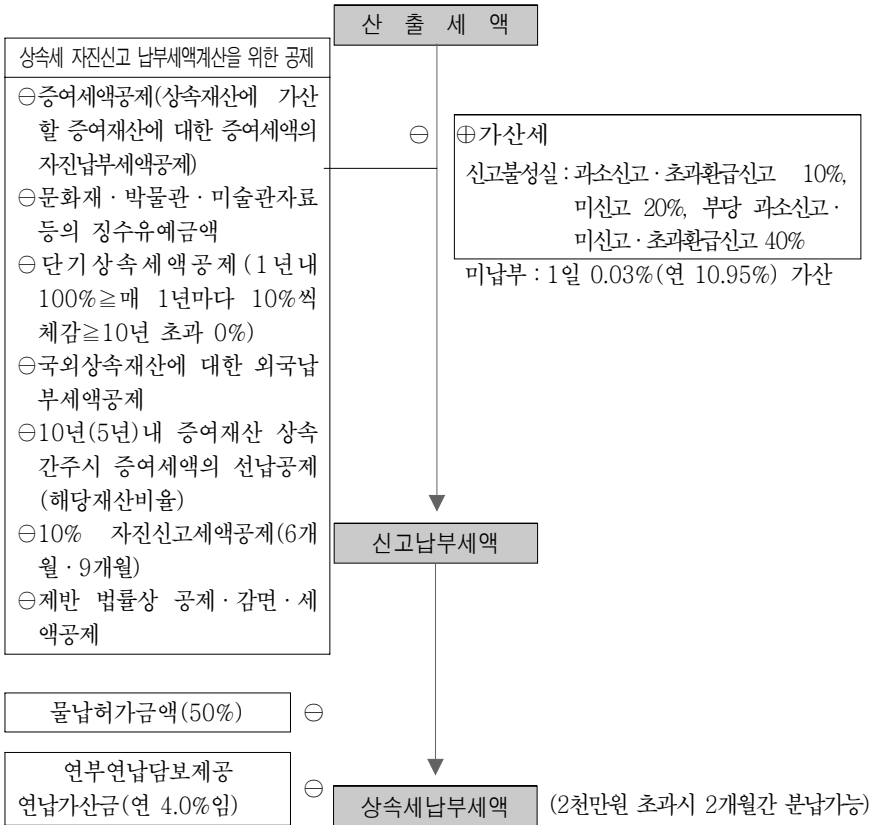 산 출 세 액
상속세 자진신고 납부세액계산을 위한 공제
⊖증여세액공제(상속재산에 가산
할 증여재산에 대한 증여세액의
자진납부세액공제)
⊖문화재·박물관·미술관자료
등의 징수유예금액
⊖단기상속세액공제(1년내
100%≧매 1년마다 10%씩
체감≧10년 초과 0%)
⊖국외상속재산에 대한 외국납
부세액공제
⊖10년(5년)내 증여재산 상속
간주시 증여세액의 선납공제
(해당재산비율)
⊖10% 자진신고세액공제(6개
월·9개월)
⊖제반 법률상 공제·감면·세
액공제
⊖
⊕가산세
신고불성실 : 과소신고·초과환급신고 10%,
미신고 20%, 부당 과소신고·
미신고·초과환급신고 40%
미납부 : 1일 0.03%(연 10.95%) 가산
신고납부세액
물납허가금액(50%) ⊖
연부연납담보제공
연납가산금(연 4.0%임)
⊖
상속세납부세액 (2천만원 초과시 2개월간 분납가능)